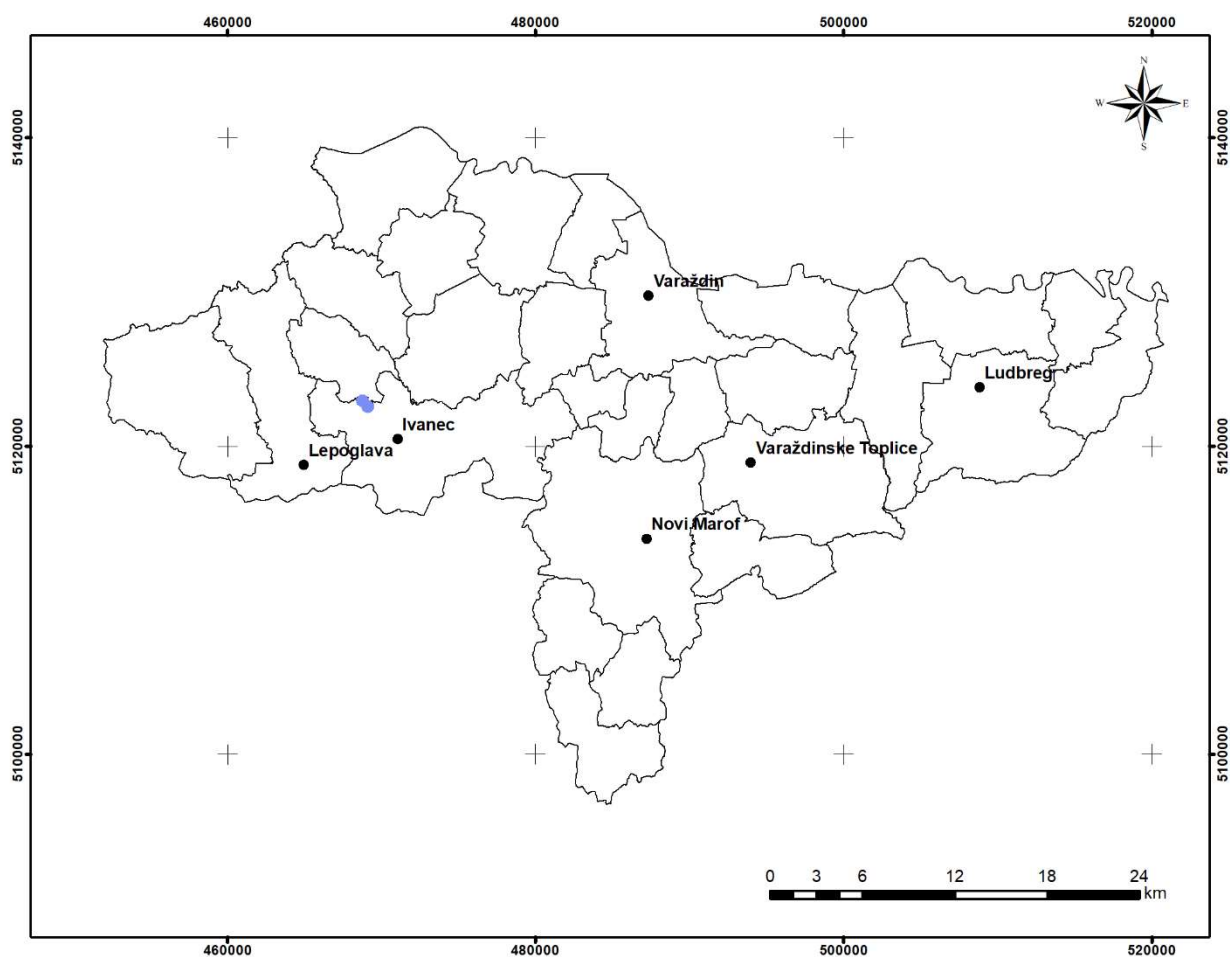 460000 480000 500000 520000
N
W E
S
5140000 5140000
Varaždin
Ludbreg
Ivanec
5120000 5120000
Lepoglava
Varaždinske Toplice
Novi Marof
5100000 5100000
0 3 6 12 18 24
km
460000 480000 500000 520000